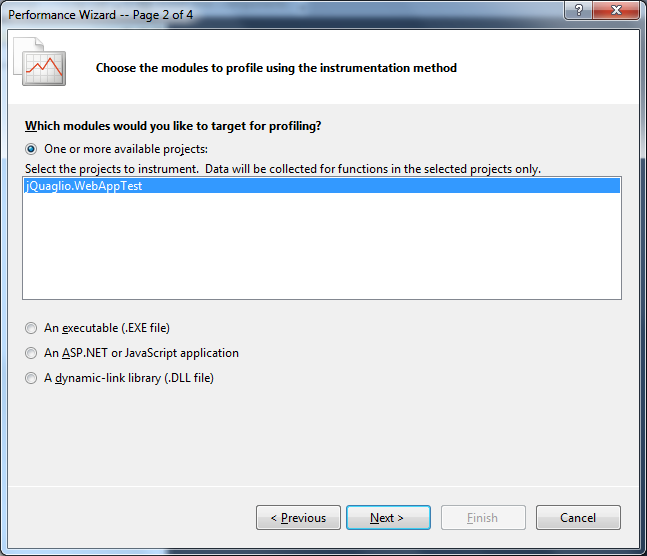 Performance Wizard -- Page 2 of 4
?
Choose the modules to profile using the instrumentation method
Which modules would you like to target for profiling?
One or more available projects:
Select the projects to instrument.  Data will be collected for functions in the selected projects only.
jQuaglio.WebAppTest
An executable (.EXE file)
An ASP.NET or JavaScript application
A dynamic-link library (.DLL file)
< Previous
Next >
Finish
Cancel